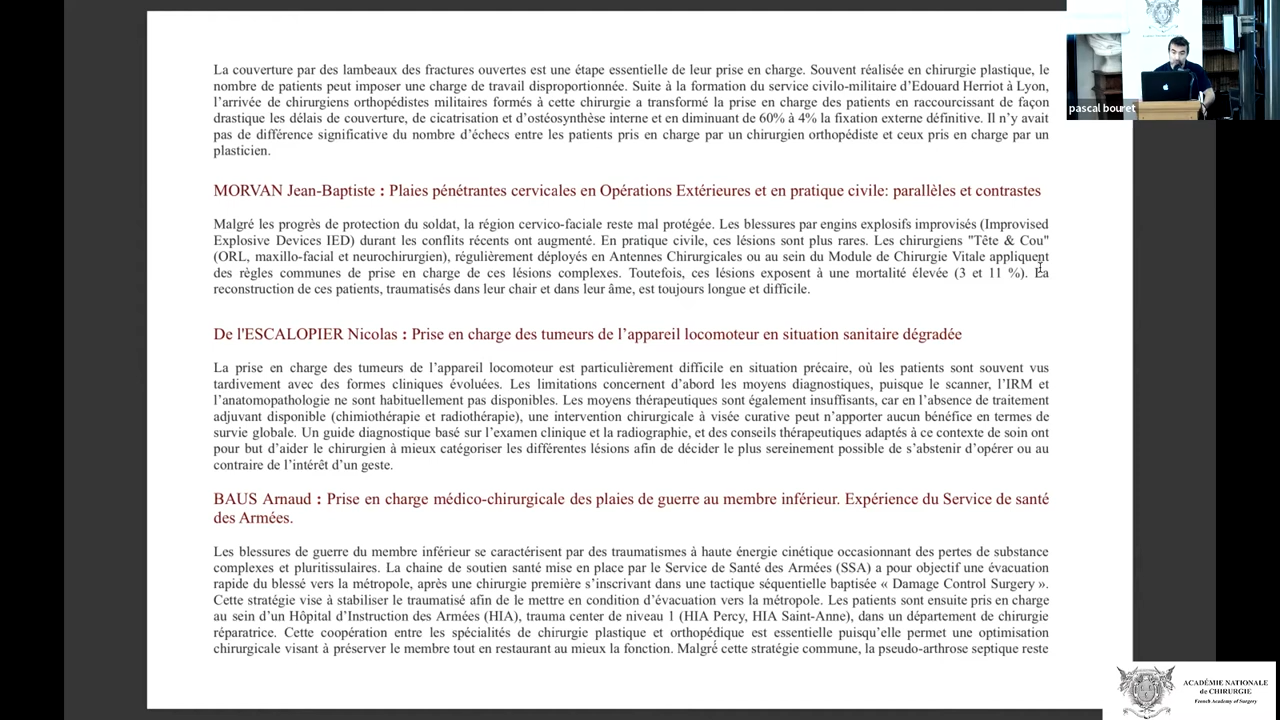 La couverture par des lambeaux des fractures ouvertes est une étape essentielle de leur prise en charge. Souvent réalisée en chirurgie plastique, le
nombre de patients peut imposer une charge de travail disproportionnée. Suite à la formation du service civilo-militaire d’Edouard Herriot à Lyon,
l’arrivée de chirurgiens orthopédistes militaires formés à cette chirurgie a transformé la prise en charge des patients en raccourcissant de façon
drastique les délais de couverture, de cicatrisation et d’ostéosynthèse interne et en diminuant de 60% à 4% la fixation externe définitive. Il n’y avait
pas de différence significative du nombre d’échecs entre les patients pris en charge par un chirurgien orthopédiste et ceux pris en charge par un
plasticien.
MORVAN Jean-Baptiste : Plaies pénétrantes cervicales en Opérations Extérieures et en pratique civile: parallèles et contrastes
Malgré les progrès de protection du soldat, la région cervico-faciale reste mal protégée. Les blessures par engins explosifs improvisés (Improvised
Explosive Devices IED) durant les conflits récents ont augmenté. En pratique civile, ces lésions sont plus rares. Les chirurgiens "Tête & Cou"
(ORL, maxillo-facial et neurochirurgien), régulièrement déployés en Antennes Chirurgicales ou au sein du Module de Chirurgie Vitale appliquent
des règles communes de prise en charge de ces lésions complexes. Toutefois, ces lésions exposent à une mortalité élevée (3 et 11 %). La
reconstruction de ces patients, traumatisés dans leur chair et dans leur âme, est toujours longue et difficile.
De l'ESCALOPIER Nicolas : Prise en charge des tumeurs de l’appareil locomoteur en situation sanitaire dégradée
La prise en charge des tumeurs de l’appareil locomoteur est particulièrement difficile en situation précaire, où les patients sont souvent vus
tardivement avec des formes cliniques évoluées. Les limitations concernent d’abord les moyens diagnostiques, puisque le scanner, l’IRM et
l’anatomopathologie ne sont habituellement pas disponibles. Les moyens thérapeutiques sont également insuffisants, car en l’absence de traitement
adjuvant disponible (chimiothérapie et radiothérapie), une intervention chirurgicale à visée curative peut n’apporter aucun bénéfice en termes de
survie globale. Un guide diagnostique basé sur l’examen clinique et la radiographie, et des conseils thérapeutiques adaptés à ce contexte de soin ont
pour but d’aider le chirurgien à mieux catégoriser les différentes lésions afin de décider le plus sereinement possible de s’abstenir d’opérer ou au
contraire de l’intérêt d’un geste.
BAUS Arnaud : Prise en charge médico-chirurgicale des plaies de guerre au membre inférieur. Expérience du Service de santé
des Armées.
Les blessures de guerre du membre inférieur se caractérisent par des traumatismes à haute énergie cinétique occasionnant des pertes de substance
complexes et pluritissulaires. La chaine de soutien santé mise en place par le Service de Santé des Armées (SSA) a pour objectif une évacuation
rapide du blessé vers la métropole, après une chirurgie première s’inscrivant dans une tactique séquentielle baptisée « Damage Control Surgery ».
Cette stratégie vise à stabiliser le traumatisé afin de le mettre en condition d’évacuation vers la métropole. Les patients sont ensuite pris en charge
au sein d’un Hôpital d’Instruction des Armées (HIA), trauma center de niveau 1 (HIA Percy, HIA Saint-Anne), dans un département de chirurgie
réparatrice. Cette coopération entre les spécialités de chirurgie plastique et orthopédique est essentielle puisqu’elle permet une optimisation
chirurgicale visant à préserver le membre tout en restaurant au mieux la fonction. Malgré cette stratégie commune, la pseudo-arthrose septique reste
pascal bouret
ACADÉMIE NATIONALE
de CHIRURGIE
French Academy of Surgery